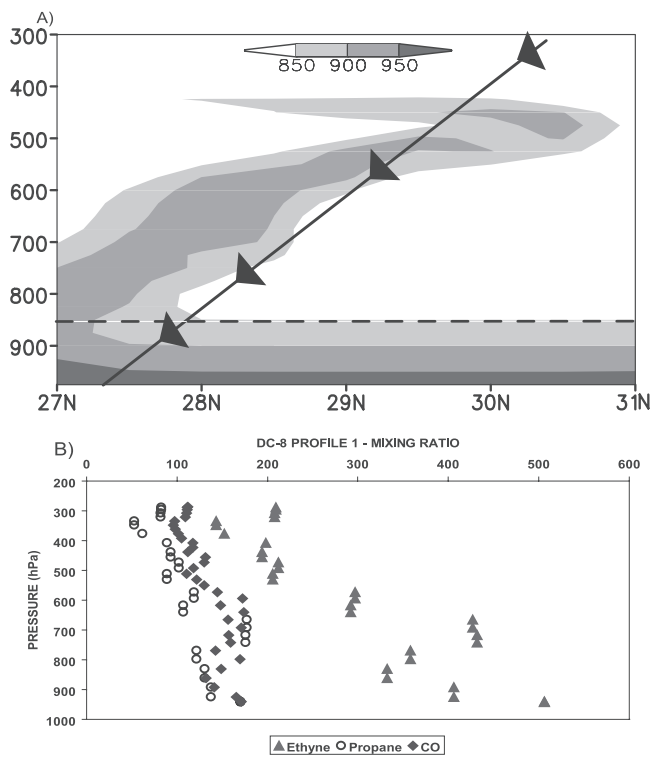 A)
300
400
500
600
700
800
900
850 900 950
27N 28N 29N 30N 31N
B)
DC-8 PROFILE 1 - MIXING RATIO
0 100 200 300 400 500 600
200
300
400
500
600
700
800
900
1000
PRESSURE (hPa)
Ethyne Propane CO